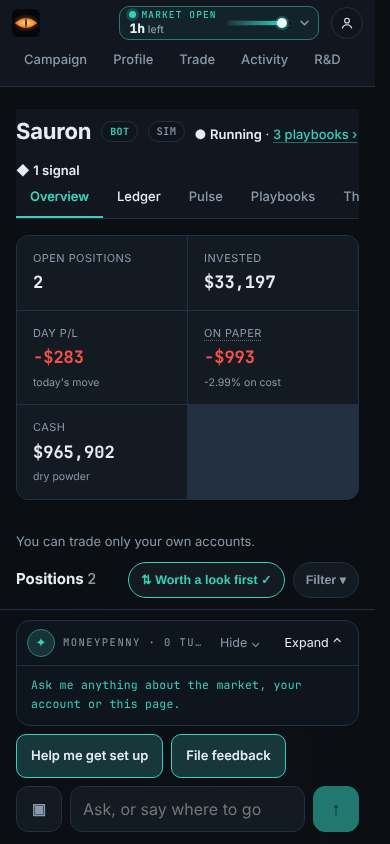 MARKET OPEN
1h left
Campaign Profile Trade Activity R&D
Sauron BOT SIM ● Running · 3 playbooks ›
◆ 1 signal
Overview Ledger Pulse Playbooks Th
OPEN POSITIONS
2
INVESTED
$33,197
DAY P/L
-$283
today's move
ON PAPER
-$993
-2.99% on cost
CASH
$965,902
dry powder
You can trade only your own accounts.
Positions 2 ⇅ Worth a look first ✓ Filter ▾
✦ MONEYPENNY · 0 TU… Hide ⌄ Expand ⌃
Ask me anything about the market, your
account or this page.
Help me get set up File feedback
▣ Ask, or say where to go ↑